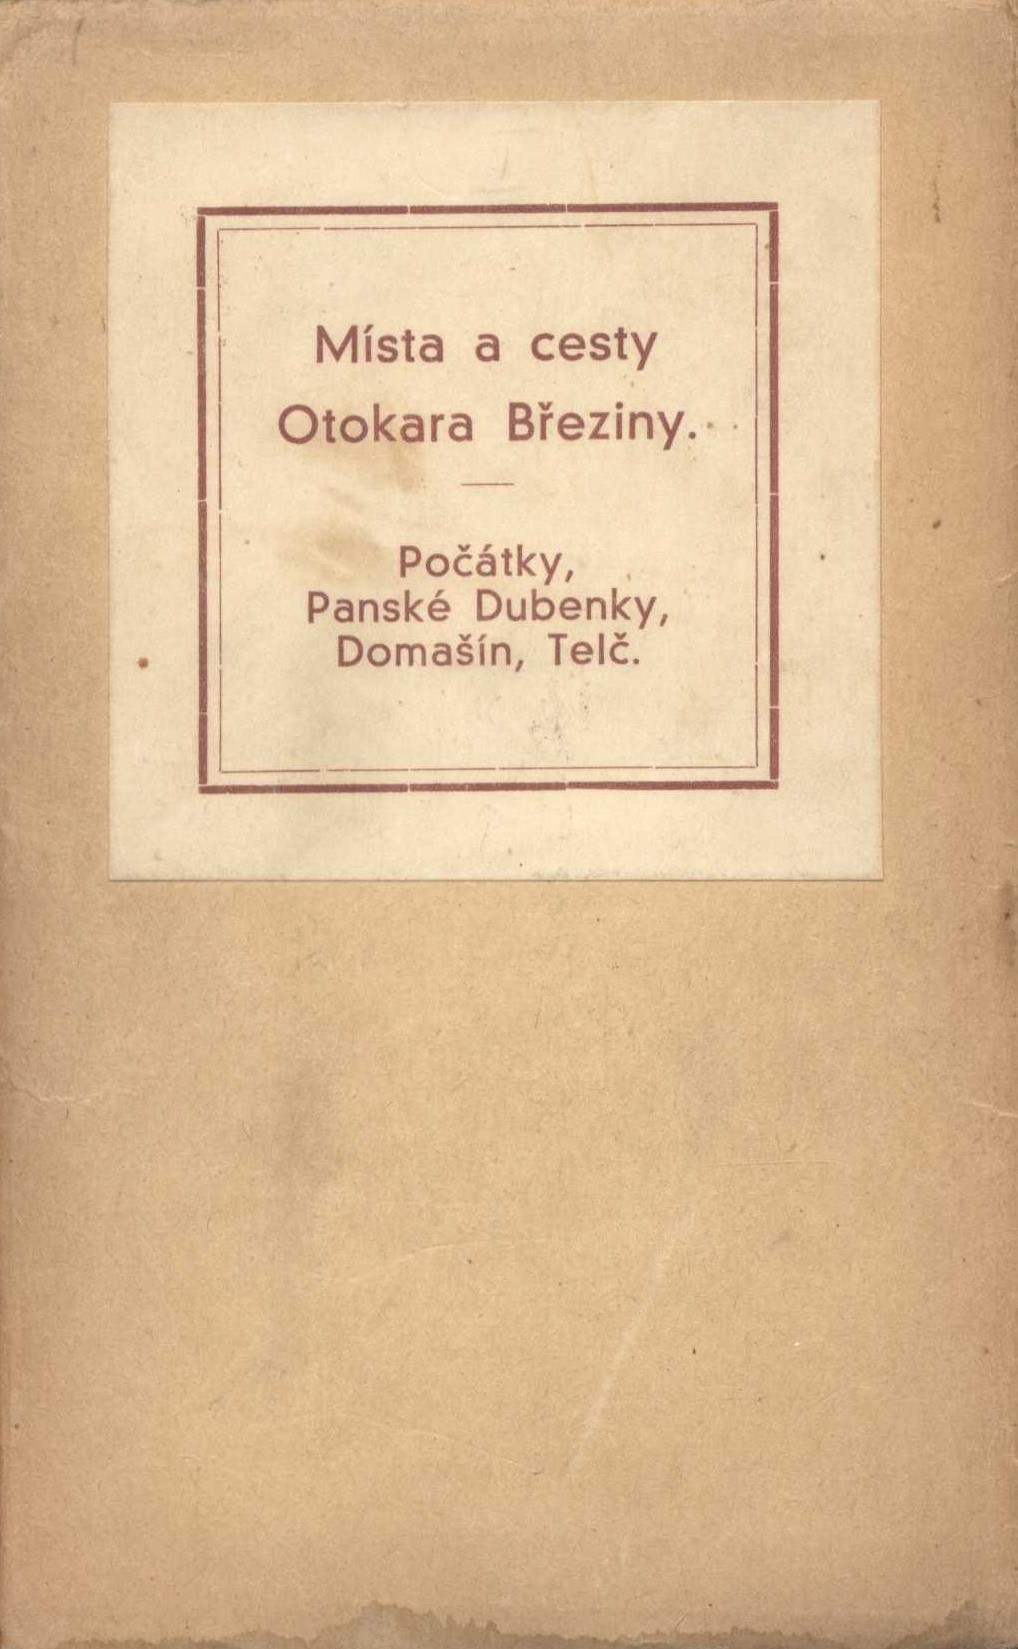 Místa a cesty
Otokara Březiny.
Počátky,
Panské Dubenky,
Domašín, Telč.